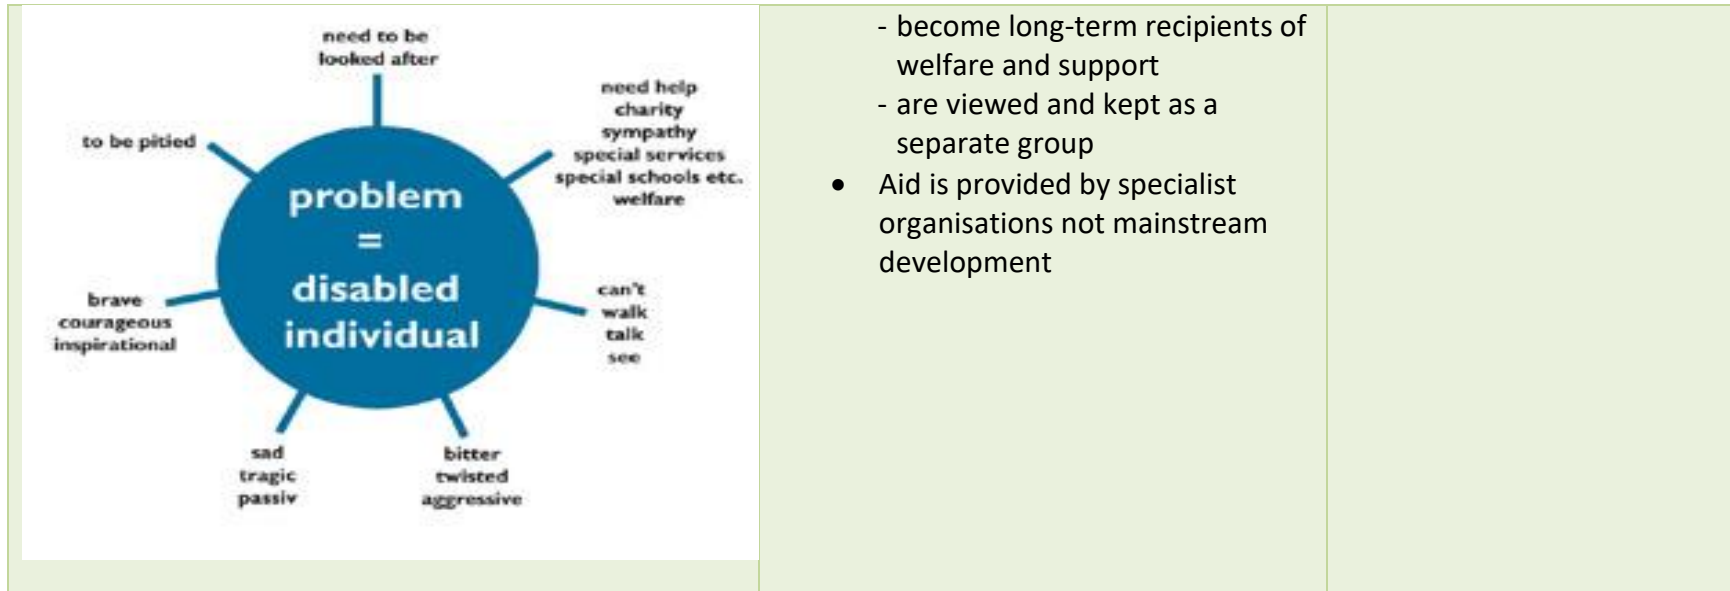 need to be
looked after
need help
charity
sympathy
special services
special schools etc.
welfare
to be pitied
problem
=
disabled
individual
can't
walk
talk
see
brave
courageous
inspirational
sad
tragic
passiv
bitter
twisted
aggressive
- become long-term recipients of
welfare and support
- are viewed and kept as a
separate group
• Aid is provided by specialist
organisations not mainstream
development